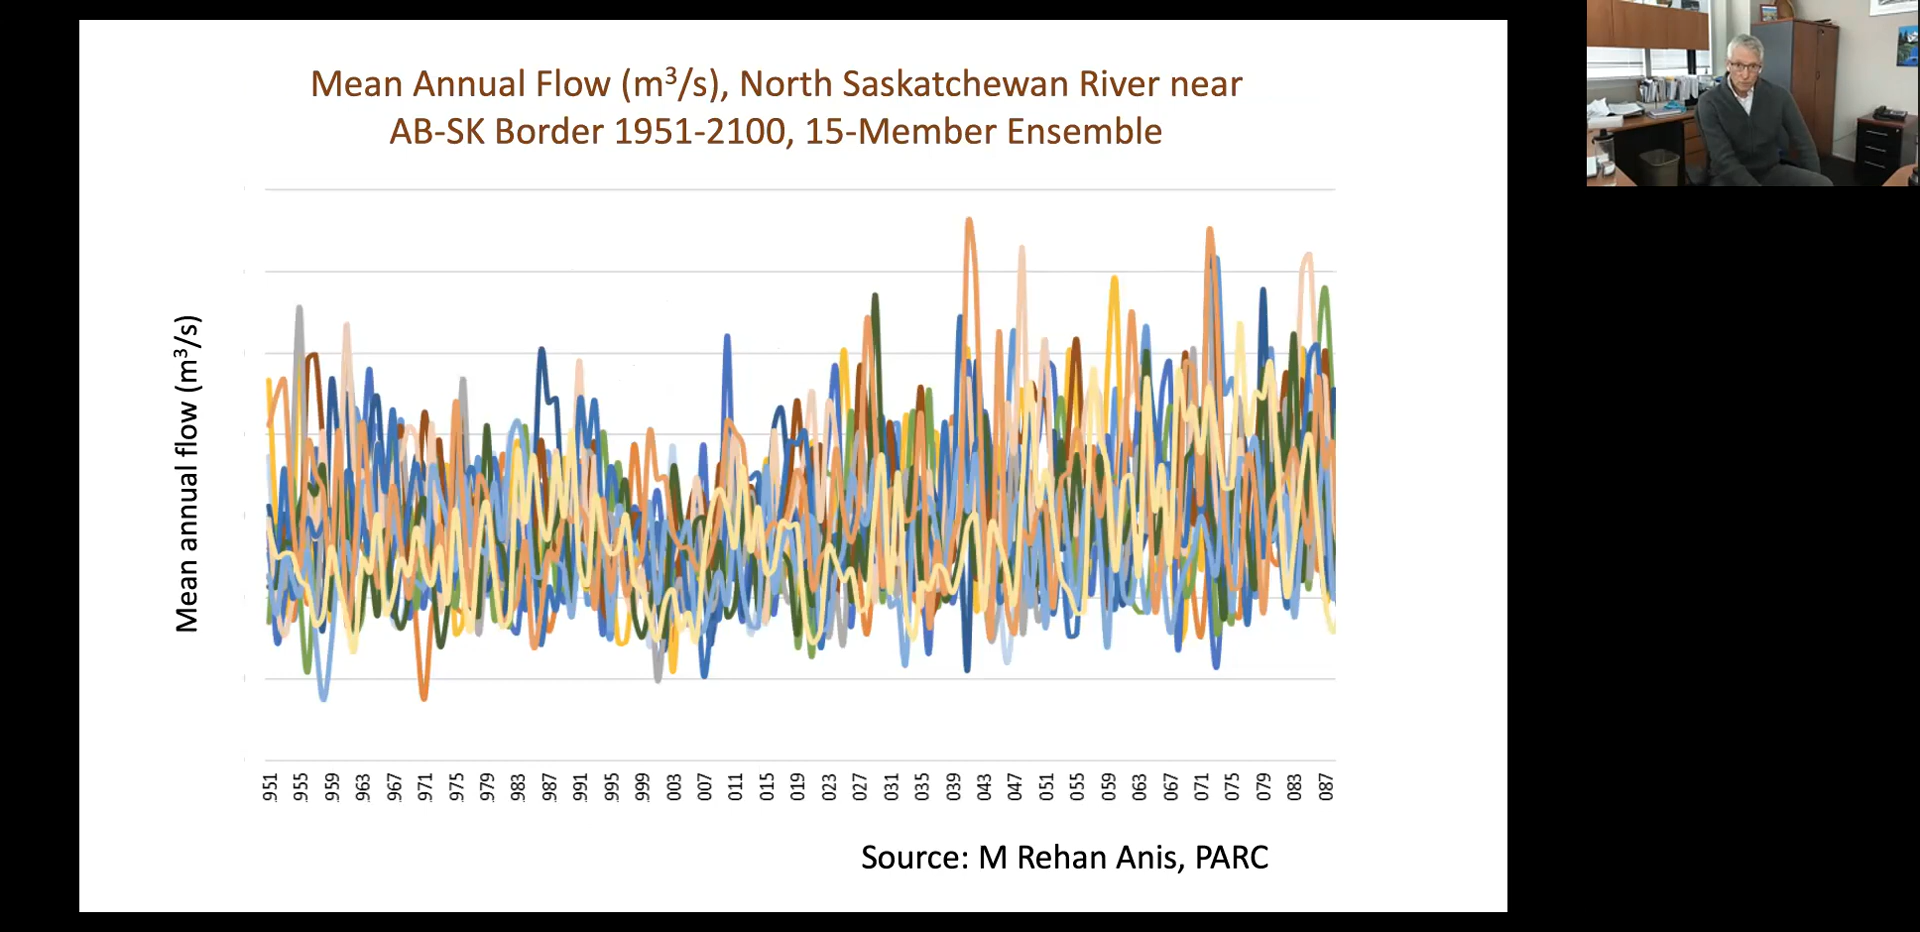 Mean Annual Flow (m³/s), North Saskatchewan River near
AB-SK Border 1951-2100, 15-Member Ensemble
Mean annual flow (m³/s)
951 955 959 963 967 971 975 979 983 987 991 995 999 003 007 011 015 019 023 027 031 035 039 043 047 051 055 059 063 067 071 075 079 083 087
Source: M Rehan Anis, PARC